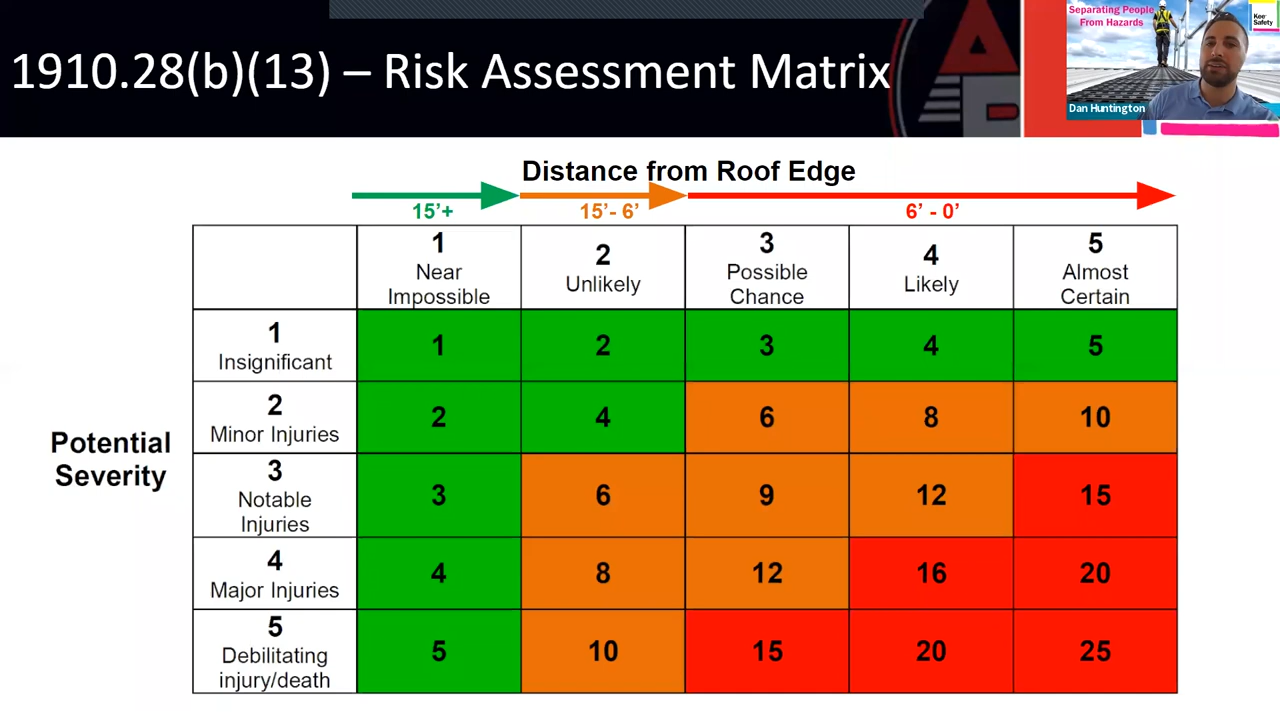 1910.28(b)(13) – Risk Assessment Matrix
Separating People
From Hazards
Kee Safety
Dan Huntington
Distance from Roof Edge
15'+
15'- 6'
6' - 0'
1
Near
Impossible
2
Unlikely
3
Possible
Chance
4
Likely
5
Almost
Certain
Potential
Severity
1
Insignificant
1
2
3
4
5
2
Minor Injuries
2
4
6
8
10
3
Notable
Injuries
3
6
9
12
15
4
Major Injuries
4
8
12
16
20
5
Debilitating
injury/death
5
10
15
20
25